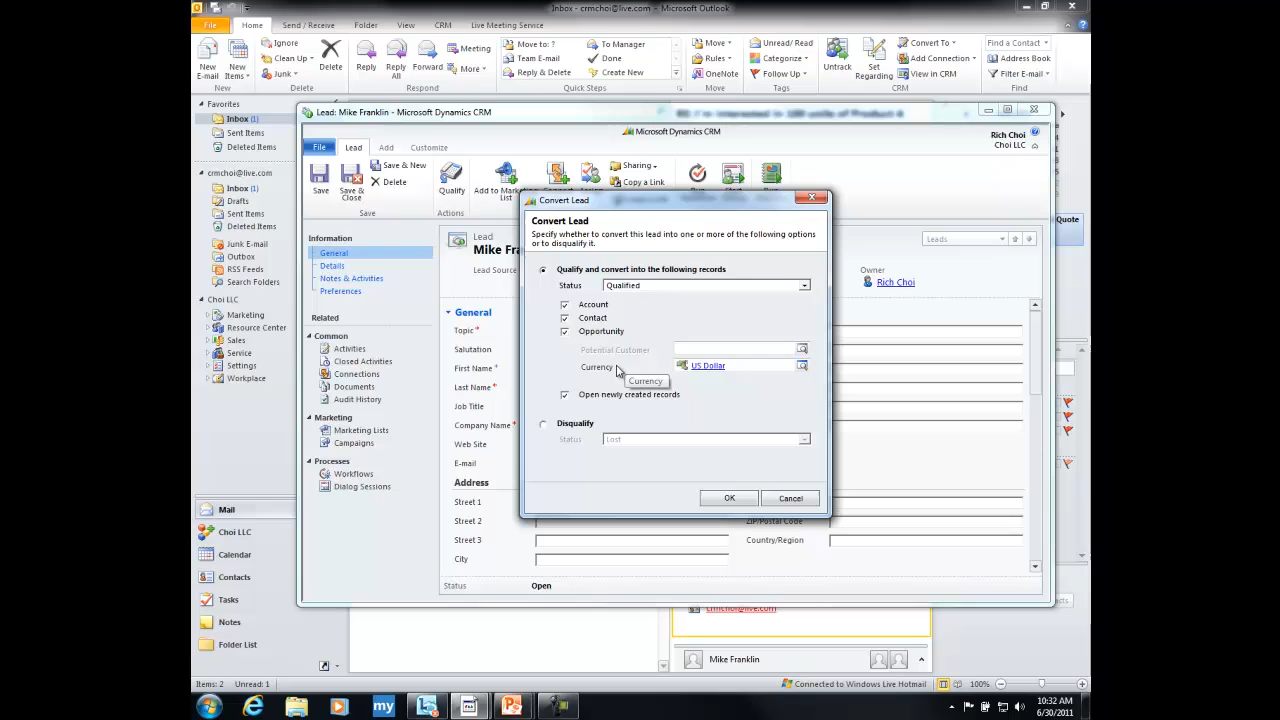 Inbox - crmchoi@live.com - Microsoft Outlook
File Home Send / Receive Folder View CRM Live Meeting Service
New E-mail
New Items
Ignore
Clean Up
Junk
Delete
Reply
Reply All
Forward
Meeting
More
Move to: ?
Team E-mail
Reply & Delete
To Manager
Done
Create New
Move
Rules
OneNote
Unread/ Read
Categorize
Follow Up
Untrack
Set Regarding
Convert To
Add Connection
View in CRM
Find a Contact
Address Book
Filter E-mail
New Delete Respond Quick Steps Move Tags CRM Find
Favorites
Inbox (1)
Sent Items
Deleted Items
crmchoi@live.com
Inbox (1)
Drafts
Sent Items
Deleted Items
Junk E-mail
Outbox
RSS Feeds
Search Folders
Choi LLC
Marketing
Resource Center
Sales
Service
Settings
Workplace
Mail
Choi LLC
Calendar
Contacts
Tasks
Notes
Folder List
Lead: Mike Franklin - Microsoft Dynamics CRM
Microsoft Dynamics CRM
Rich Choi
Choi LLC
File Lead Add Customize
Save
Save & Close
Save & New
Delete
Qualify
Add to Marketing List
Sharing
Copy a Link
Save Actions
Quote
Information
General
Details
Notes & Activities
Preferences
Related
Common
Activities
Closed Activities
Connections
Documents
Audit History
Marketing
Marketing Lists
Campaigns
Processes
Workflows
Dialog Sessions
Lead
Mike Fra
Lead Source
Leads
Owner
Rich Choi
General
Topic *
Salutation
First Name *
Last Name *
Job Title
Company Name *
Web Site
E-mail
Address
Street 1
Street 2
Street 3
City
ZIP/Postal Code
Country/Region
Status Open
Convert Lead
Convert Lead
Specify whether to convert this lead into one or more of the following options
or to disqualify it.
Qualify and convert into the following records
Status Qualified
Account
Contact
Opportunity
Potential Customer
Currency US Dollar
Currency
Open newly created records
Disqualify
Status Lost
OK Cancel
crmchoi@live.com
Mike Franklin
Items: 2 Unread: 1
Connected to Windows Live Hotmail 100%
my
10:32 AM
6/30/2011